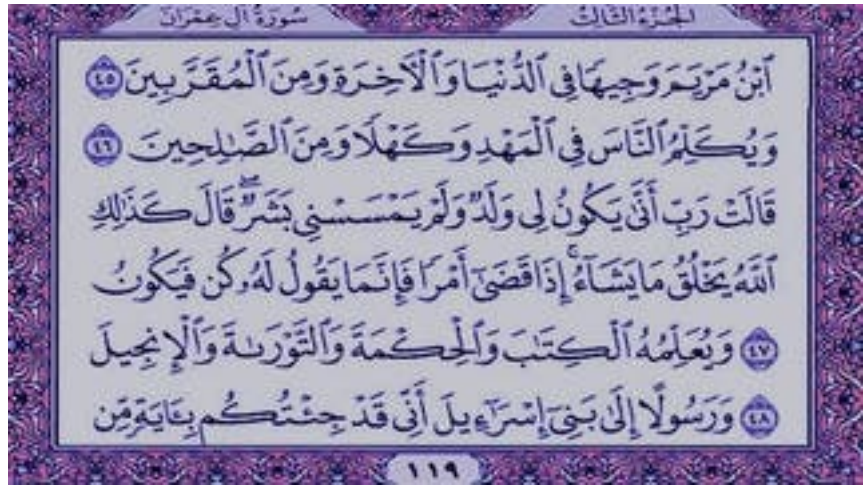 الجزء الثالث
سورة آل عمران
ٱبْنُ مَرْيَمَ وَجِيهًا فِى ٱلدُّنْيَا وَٱلْأَخِرَةِ وَمِنَ ٱلْمُقَرَّبِينَ ٤٥
وَيُكَلِّمُ ٱلنَّاسَ فِى ٱلْمَهْدِ وَكَهْلًا وَمِنَ ٱلصَّٰلِحِينَ ٤٦
قَالَتْ رَبِّ أَنَّىٰ يَكُونُ لِى وَلَدٌ وَلَمْ يَمْسَسْنِى بَشَرٌۖ قَالَ كَذَٰلِكِ
ٱللَّهُ يَخْلُقُ مَا يَشَآءُۚ إِذَا قَضَىٰٓ أَمْرًا فَإِنَّمَا يَقُولُ لَهُۥ كُن فَيَكُونُ
٤٧ وَيُعَلِّمُهُ ٱلْكِتَٰبَ وَٱلْحِكْمَةَ وَٱلتَّوْرَىٰةَ وَٱلْإِنجِيلَ
٤٨ وَرَسُولًا إِلَىٰ بَنِىٓ إِسْرَٰٓءِيلَ أَنِّى قَدْ جِئْتُكُم بِـَٔايَةٍ مِّن
١١٩